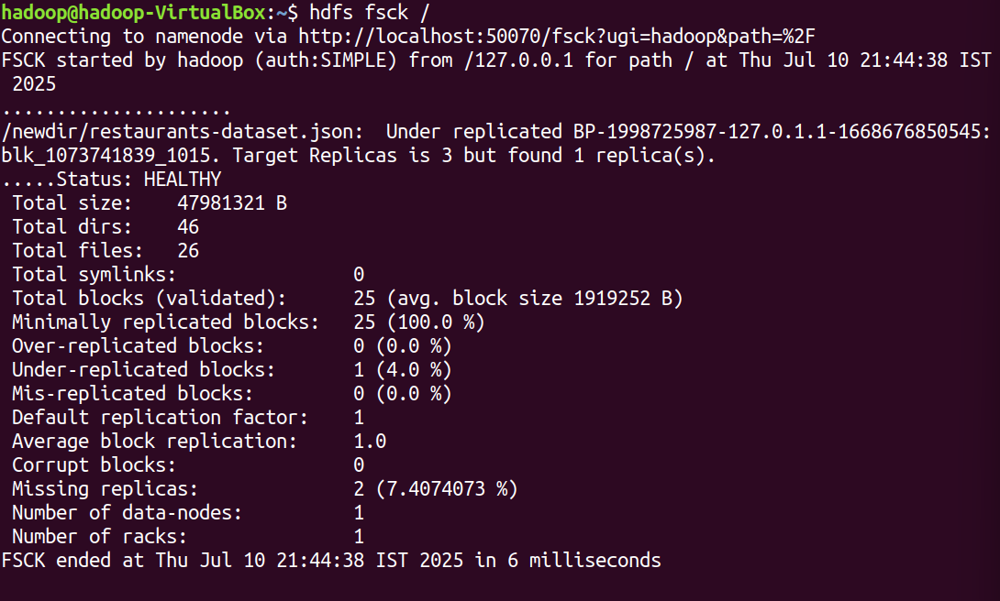 hadoop@hadoop-VirtualBox:~$ hdfs fsck /
Connecting to namenode via http://localhost:50070/fsck?ugi=hadoop&path=%2F
FSCK started by hadoop (auth:SIMPLE) from /127.0.0.1 for path / at Thu Jul 10 21:44:38 IST
 2025
.....................
/newdir/restaurants-dataset.json:  Under replicated BP-1998725987-127.0.1.1-1668676850545:
blk_1073741839_1015. Target Replicas is 3 but found 1 replica(s).
.....Status: HEALTHY
 Total size:    47981321 B
 Total dirs:    46
 Total files:   26
 Total symlinks:                0
 Total blocks (validated):      25 (avg. block size 1919252 B)
 Minimally replicated blocks:   25 (100.0 %)
 Over-replicated blocks:        0 (0.0 %)
 Under-replicated blocks:       1 (4.0 %)
 Mis-replicated blocks:         0 (0.0 %)
 Default replication factor:    1
 Average block replication:     1.0
 Corrupt blocks:                0
 Missing replicas:              2 (7.4074073 %)
 Number of data-nodes:          1
 Number of racks:               1
FSCK ended at Thu Jul 10 21:44:38 IST 2025 in 6 milliseconds